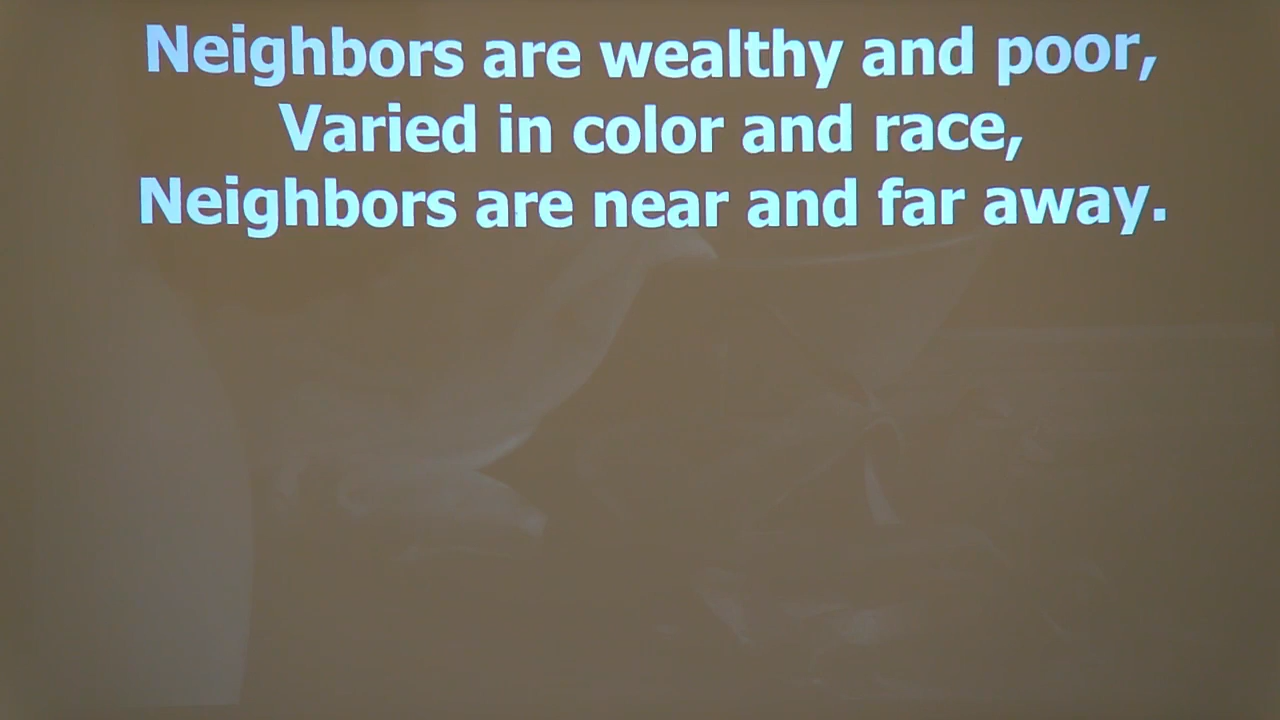 Neighbors are wealthy and poor,
Varied in color and race,
Neighbors are near and far away.